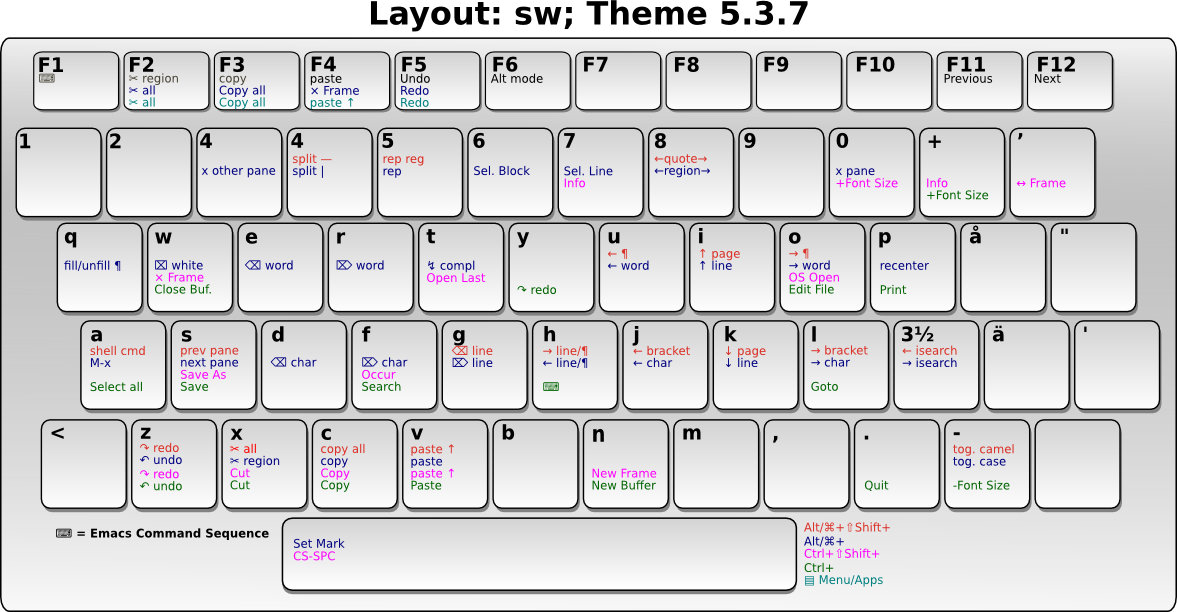 Layout: sw; Theme 5.3.7
F1
⌨
F2
✂ region
✂ all
✂ all
F3
copy
Copy all
Copy all
F4
paste
× Frame
paste ↑
F5
Undo
Redo
Redo
F6
Alt mode
F7
F8
F9
F10
F11
Previous
F12
Next
1
2
4
x other pane
4
split —
split |
5
rep reg
rep
6
Sel. Block
7
Sel. Line
Info
8
←quote→
←region→
9
0
x pane
+Font Size
+
Info
+Font Size
’
↔ Frame
q
fill/unfill ¶
w
⌧ white
× Frame
Close Buf.
e
⌫ word
r
⌦ word
t
↯ compl
Open Last
y
↷ redo
u
← ¶
← word
i
↑ page
↑ line
o
→ ¶
→ word
OS Open
Edit File
p
recenter
Print
å
"
a
shell cmd
M-x
Select all
s
prev pane
next pane
Save As
Save
d
⌫ char
f
⌦ char
Occur
Search
g
⌫ line
⌦ line
h
→ line/¶
← line/¶
⌨
j
← bracket
← char
k
↓ page
↓ line
l
→ bracket
→ char
Goto
3½
← isearch
→ isearch
ä
'
<
z
↷ redo
↶ undo
↷ redo
↶ undo
x
✂ all
✂ region
Cut
Cut
c
copy all
copy
Copy
Copy
v
paste ↑
paste
paste ↑
Paste
b
n
New Frame
New Buffer
m
,
.
Quit
-
tog. camel
tog. case
-Font Size
⌨ = Emacs Command Sequence
Set Mark
CS-SPC
Alt/⌘+⇧Shift+
Alt/⌘+
Ctrl+⇧Shift+
Ctrl+
▤ Menu/Apps